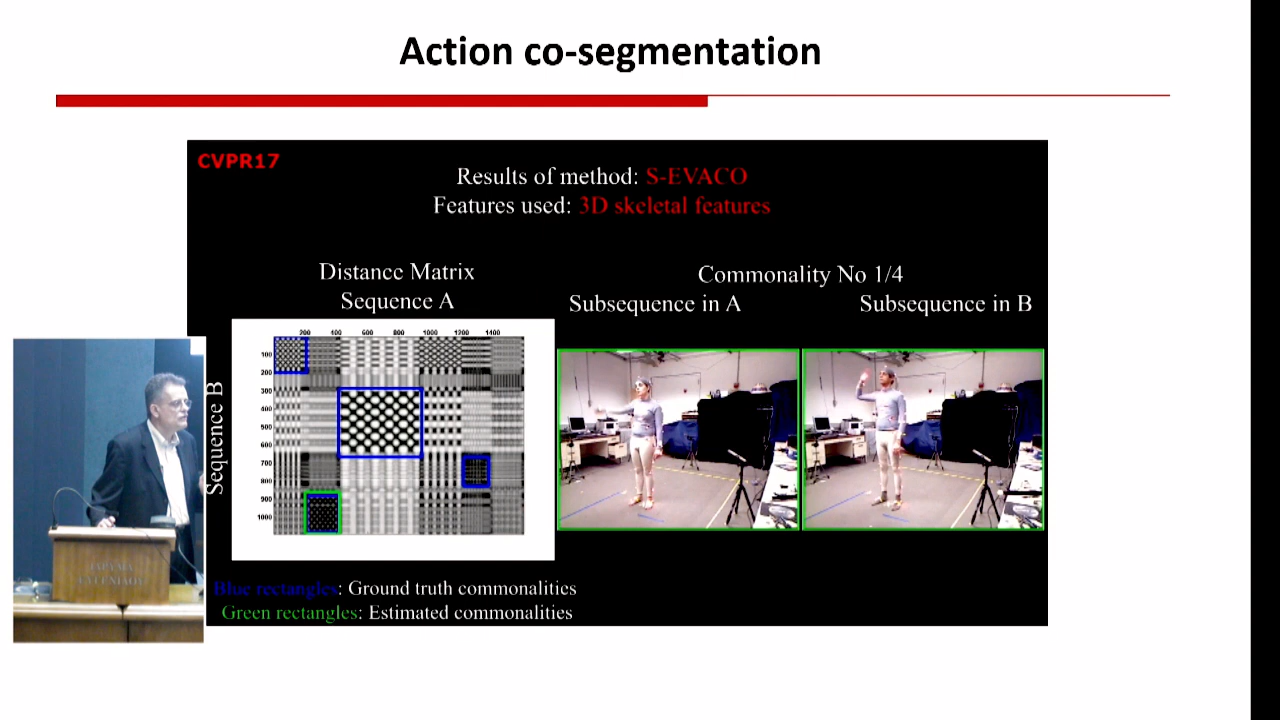 Action co-segmentation
CVPR17
Results of method: S-EVACO
Features used: 3D skeletal features
Distance Matrix
Sequence A
Commonality No 1/4
Subsequence in A
Subsequence in B
200 400 600 800 1000 1200 1400
100
200
300
400
500
600
700
800
900
1000
Sequence B
ΙΔΡΥΜΑ
ΕΥΓΕΝΙΔΟΥ
Blue rectangles: Ground truth commonalities
Green rectangles: Estimated commonalities